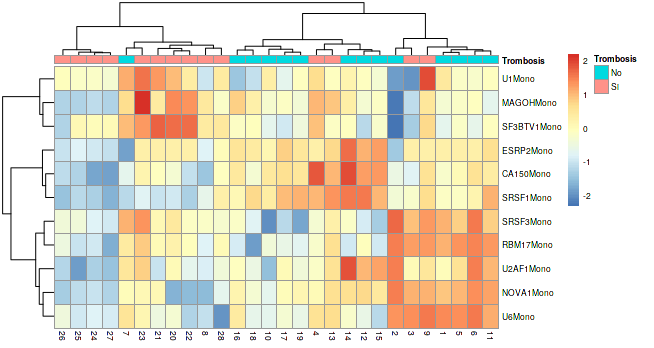 Trombosis
U1Mono
MAGOHMono
SF3BTV1Mono
ESRP2Mono
CA150Mono
SRSF1Mono
SRSF3Mono
RBM17Mono
U2AF1Mono
NOVA1Mono
U6Mono
26 25 24 27 7 23 21 20 22 8 28 16 18 10 17 19 4 13 14 12 15 2 3 9 1 5 6 11
2
1
0
-1
-2
Trombosis
No
SI